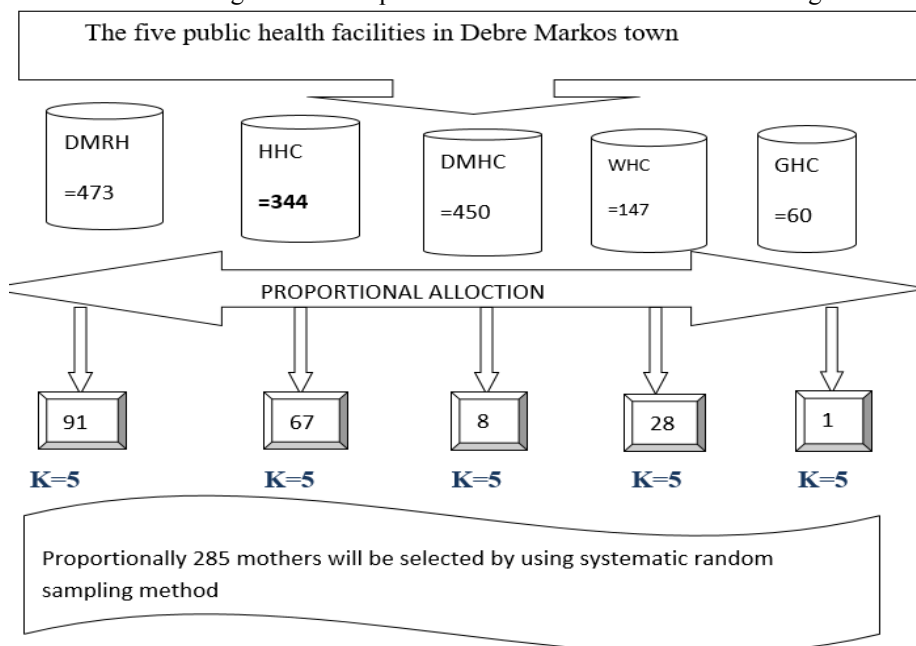 The five public health facilities in Debre Markos town
DMRH
=473
HHC
=344
DMHC
=450
WHC
=147
GHC
=60
PROPORTIONAL ALLOCTION
91
67
8
28
1
K=5
K=5
K=5
K=5
K=5
Proportionally 285 mothers will be selected by using systematic random
sampling method